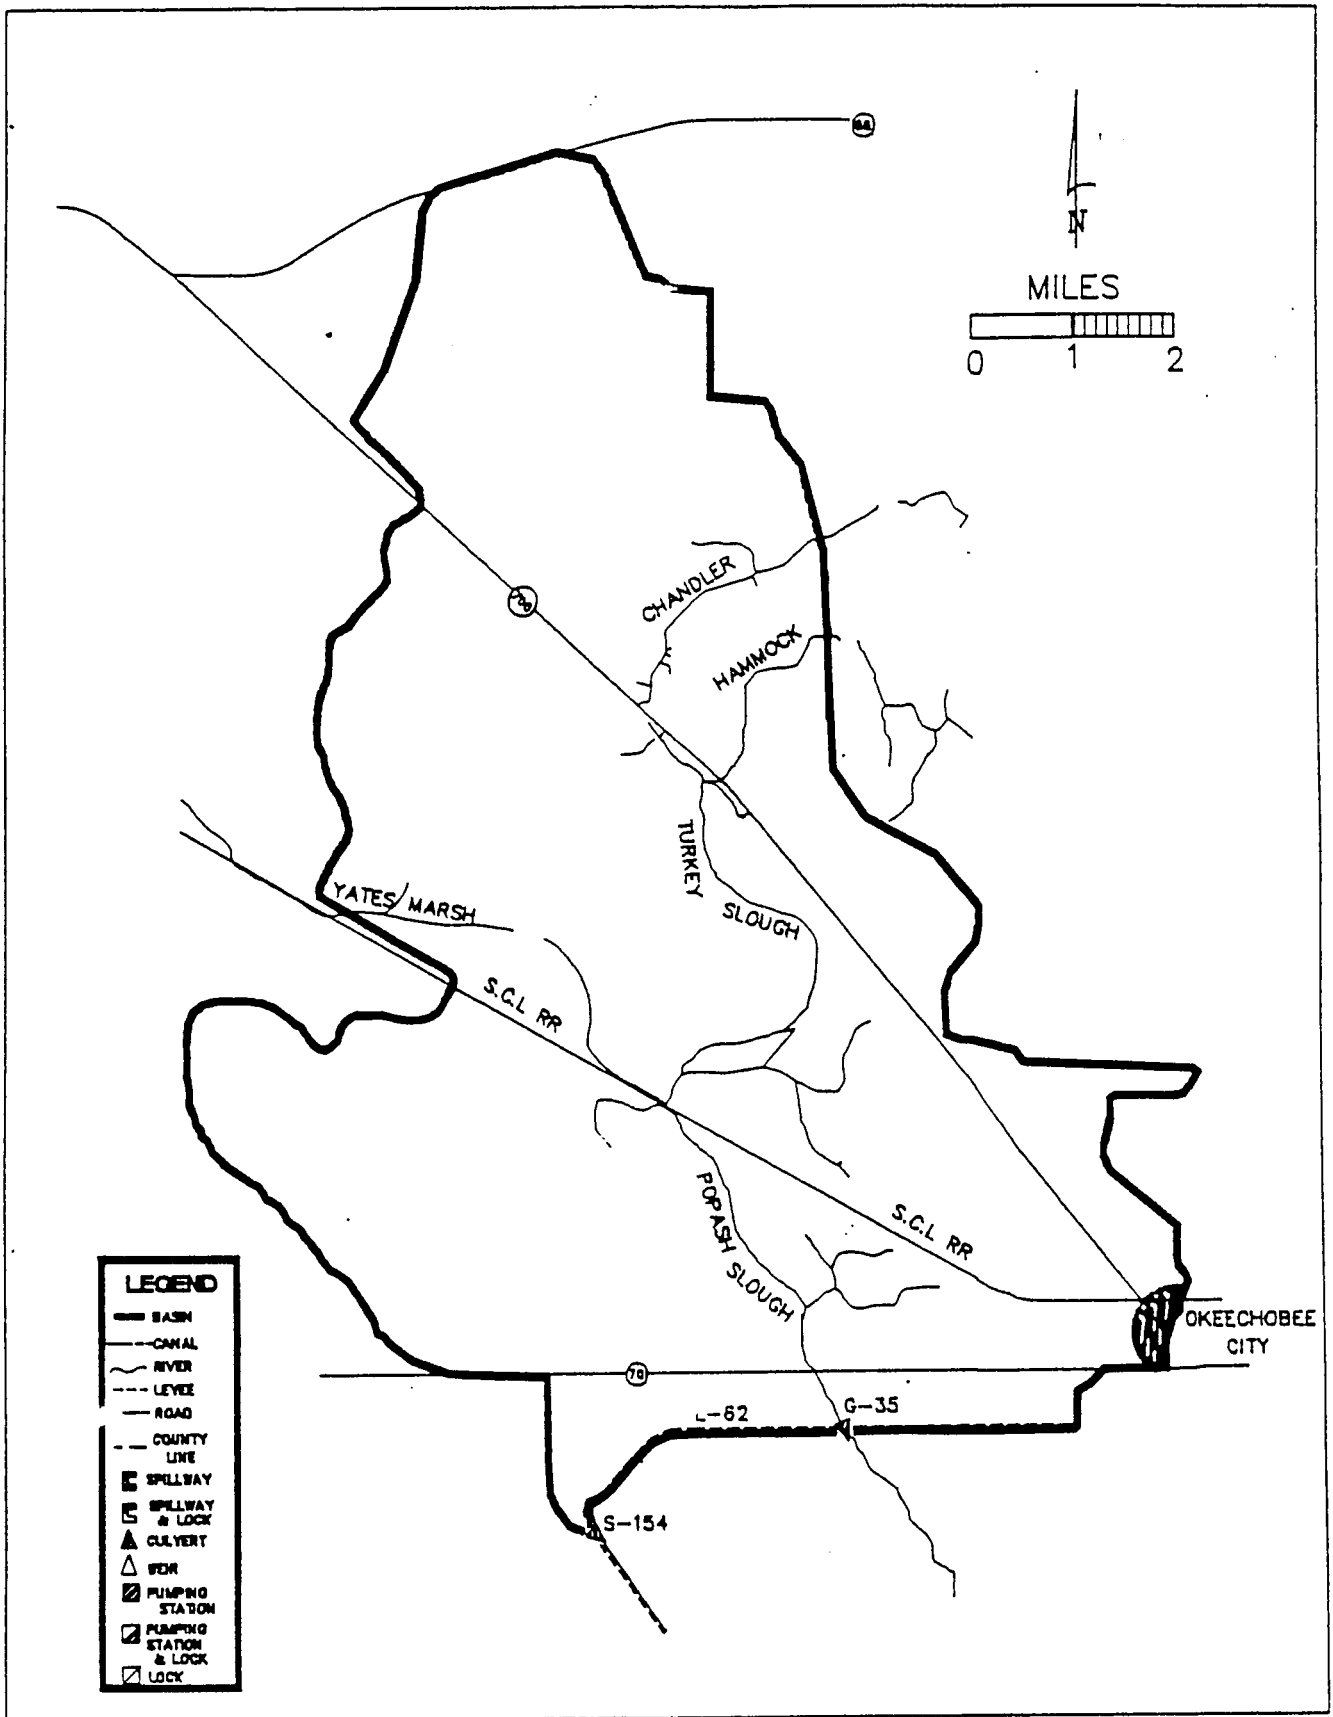 N
MILES
0 1 2
CHANDLER
HAMMOCK
TURKEY
SLOUGH
YATES MARSH
S.C.L RR
POPASH SLOUGH
S.C.L RR
OKEECHOBEE
CITY
70
L-62
G-35
S-154
LEGEND
BASIN
CANAL
RIVER
LEVEE
ROAD
COUNTY
LINE
SPILLWAY
SPILLWAY
& LOCK
CULVERT
WEIR
PUMPING
STATION
PUMPING
STATION
& LOCK
LOCK